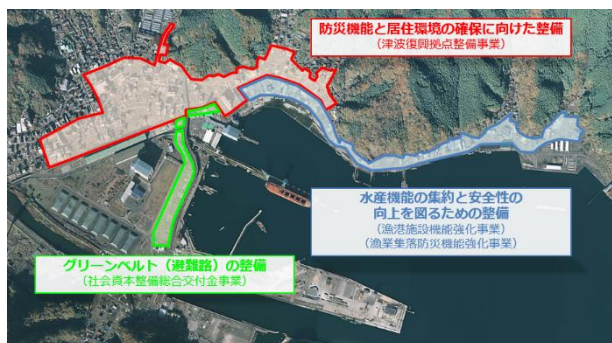 防災機能と居住環境の確保に向けた整備
（津波復興拠点整備事業）
水産機能の集約と安全性の
向上を図るための整備
（漁港施設機能強化事業）
（漁業集落防災機能強化事業）
グリーンベルト（避難路）の整備
（社会資本整備総合交付金事業）